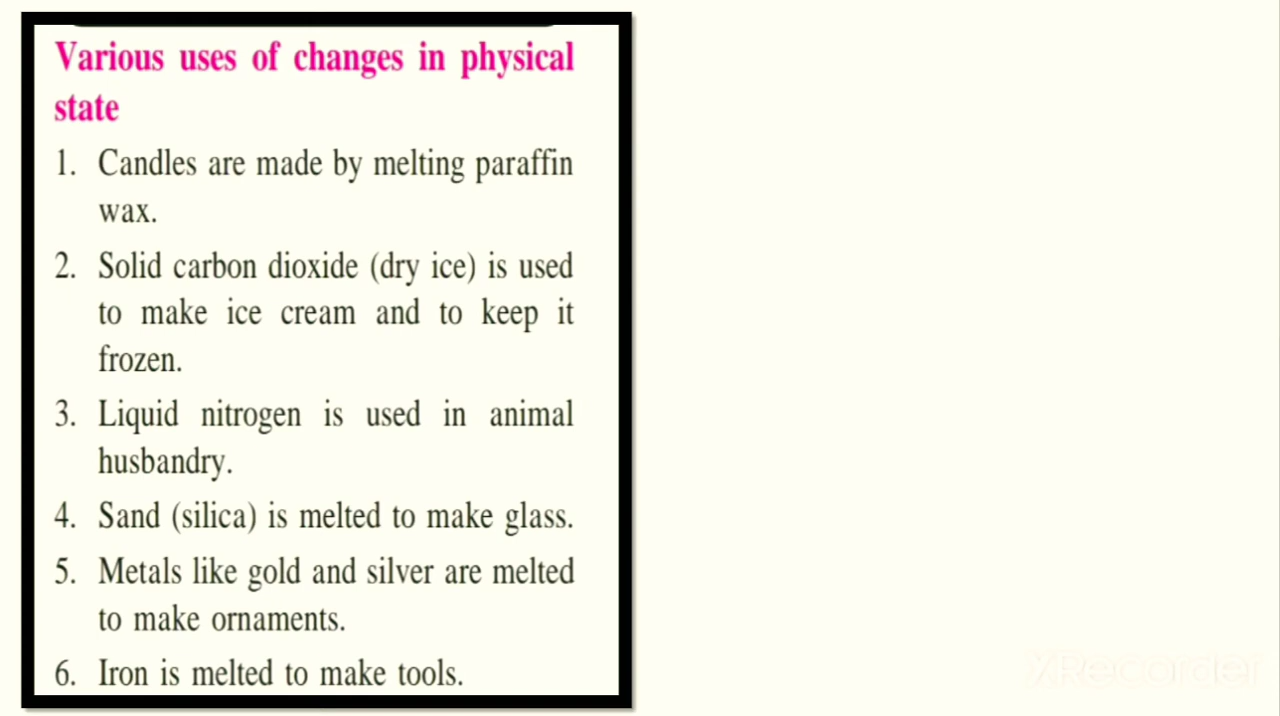 Various uses of changes in physical
state
1. Candles are made by melting paraffin
wax.
2. Solid carbon dioxide (dry ice) is used
to make ice cream and to keep it
frozen.
3. Liquid nitrogen is used in animal
husbandry.
4. Sand (silica) is melted to make glass.
5. Metals like gold and silver are melted
to make ornaments.
6. Iron is melted to make tools.
XRecorder